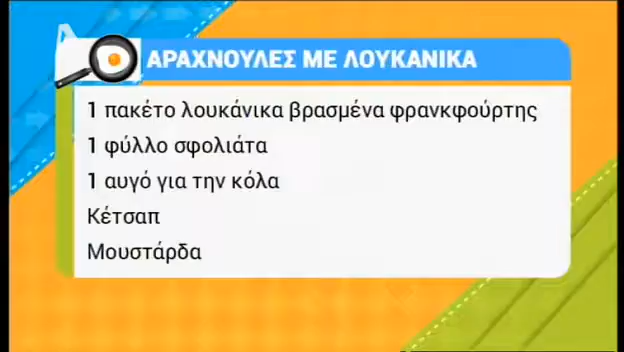 ΑΡΑΧΝΟΥΛΕΣ ΜΕ ΛΟΥΚΑΝΙΚΑ
1 πακέτο λουκάνικα βρασμένα φρανκφούρτης
1 φύλλο σφολιάτα
1 αυγό για την κόλα
Κέτσαπ
Μουστάρδα